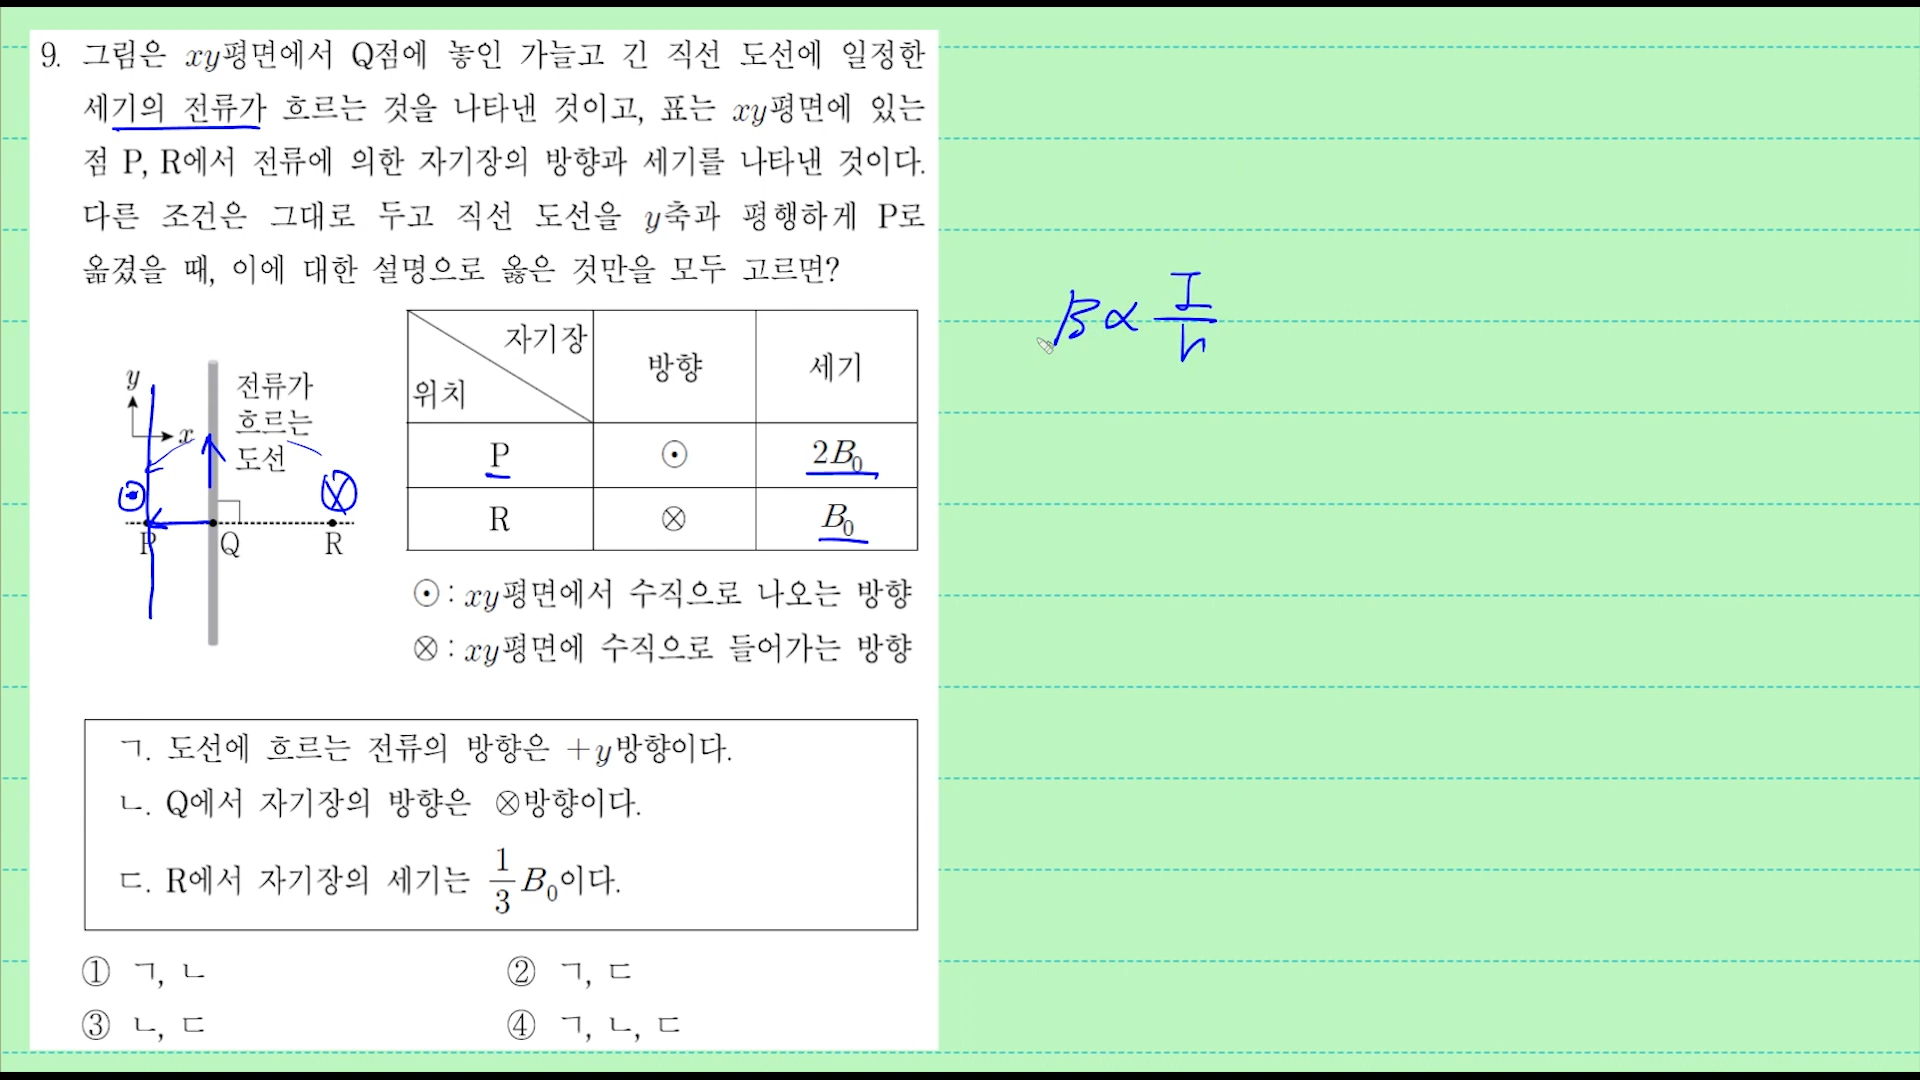 9. 그림은 xy평면에서 Q점에 놓인 가늘고 긴 직선 도선에 일정한
세기의 전류가 흐르는 것을 나타낸 것이고, 표는 xy평면에 있는
점 P, R에서 전류에 의한 자기장의 방향과 세기를 나타낸 것이다.
다른 조건은 그대로 두고 직선 도선을 y축과 평행하게 P로
옮겼을 때, 이에 대한 설명으로 옳은 것만을 모두 고르면?
B ∝ I/r
y
x
전류가
흐르는
도선
⊙ ⊗
P Q R
자기장
위치
방향 세기
P ⊙ 2B₀
R ⊗ B₀
⊙ : xy평면에서 수직으로 나오는 방향
⊗ : xy평면에 수직으로 들어가는 방향
ㄱ. 도선에 흐르는 전류의 방향은 +y방향이다.
ㄴ. Q에서 자기장의 방향은 ⊗방향이다.
ㄷ. R에서 자기장의 세기는 1/3 B₀이다.
① ㄱ, ㄴ ② ㄱ, ㄷ
③ ㄴ, ㄷ ④ ㄱ, ㄴ, ㄷ